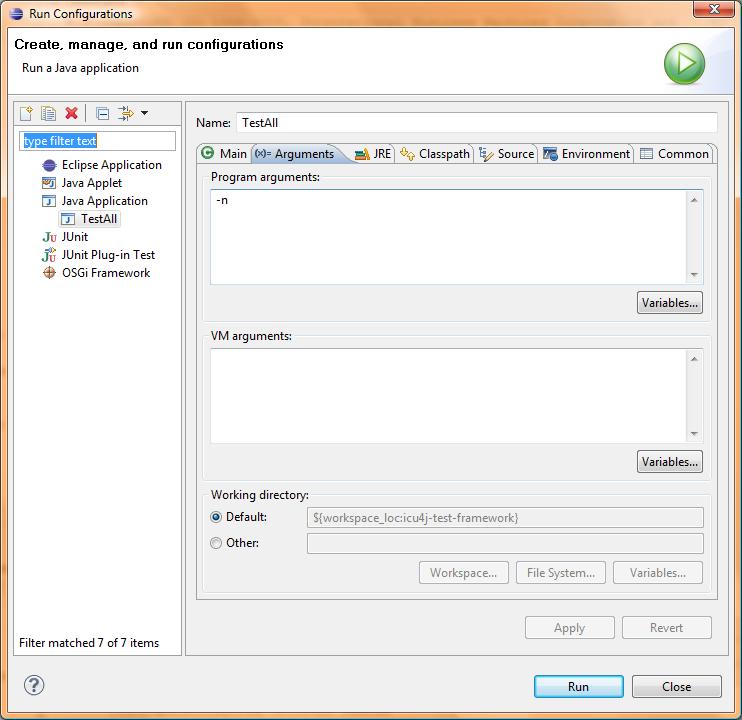 Run Configurations
Create, manage, and run configurations
Run a Java application
type filter text
Eclipse Application
Java Applet
Java Application
TestAll
JUnit
JUnit Plug-in Test
OSGi Framework
Filter matched 7 of 7 items
Name: TestAll
Main (x)= Arguments JRE Classpath Source Environment Common
Program arguments:
-n
Variables...
VM arguments:
Variables...
Working directory:
Default: ${workspace_loc:icu4j-test-framework}
Other:
Workspace... File System... Variables...
Apply Revert
Run Close